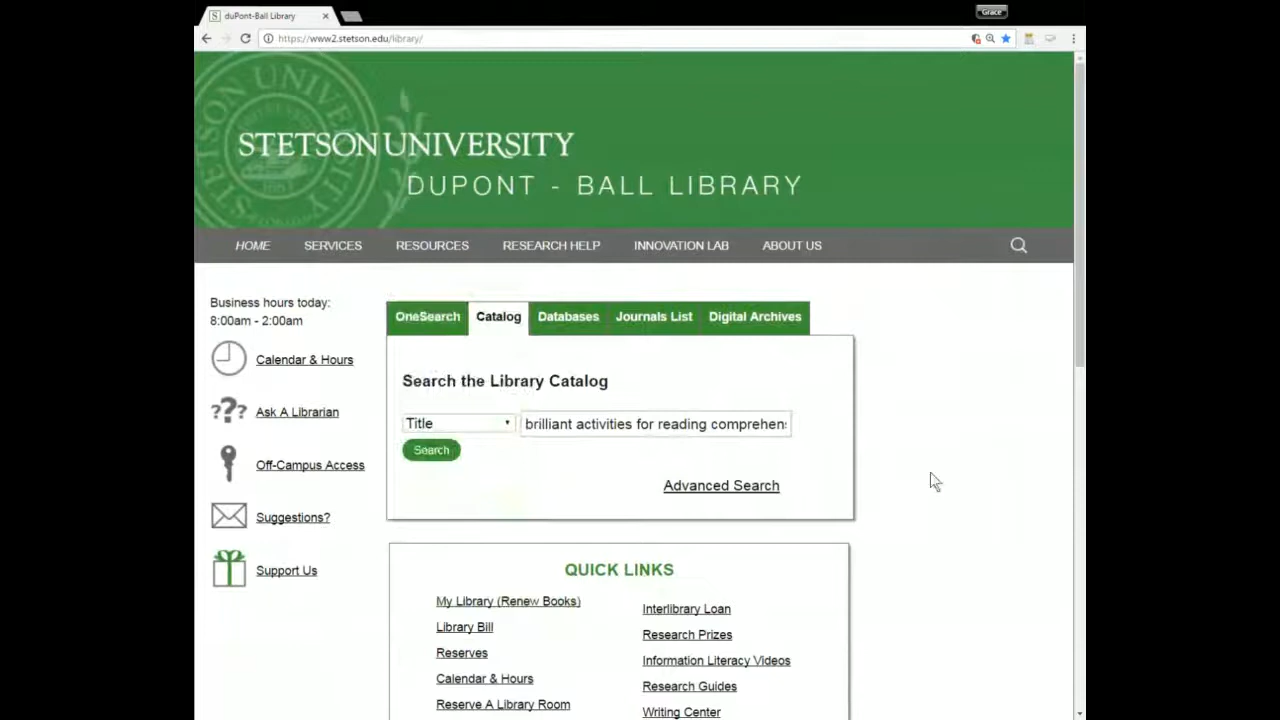 duPont-Ball Library
Grace
https://www2.stetson.edu/library/
STETSON UNIVERSITY
DUPONT - BALL LIBRARY
HOME SERVICES RESOURCES RESEARCH HELP INNOVATION LAB ABOUT US
Business hours today:
8:00am - 2:00am
Calendar & Hours
Ask A Librarian
Off-Campus Access
Suggestions?
Support Us
OneSearch Catalog Databases Journals List Digital Archives
Search the Library Catalog
Title brilliant activities for reading comprehens
Search
Advanced Search
QUICK LINKS
My Library (Renew Books)
Library Bill
Reserves
Calendar & Hours
Reserve A Library Room
Interlibrary Loan
Research Prizes
Information Literacy Videos
Research Guides
Writing Center